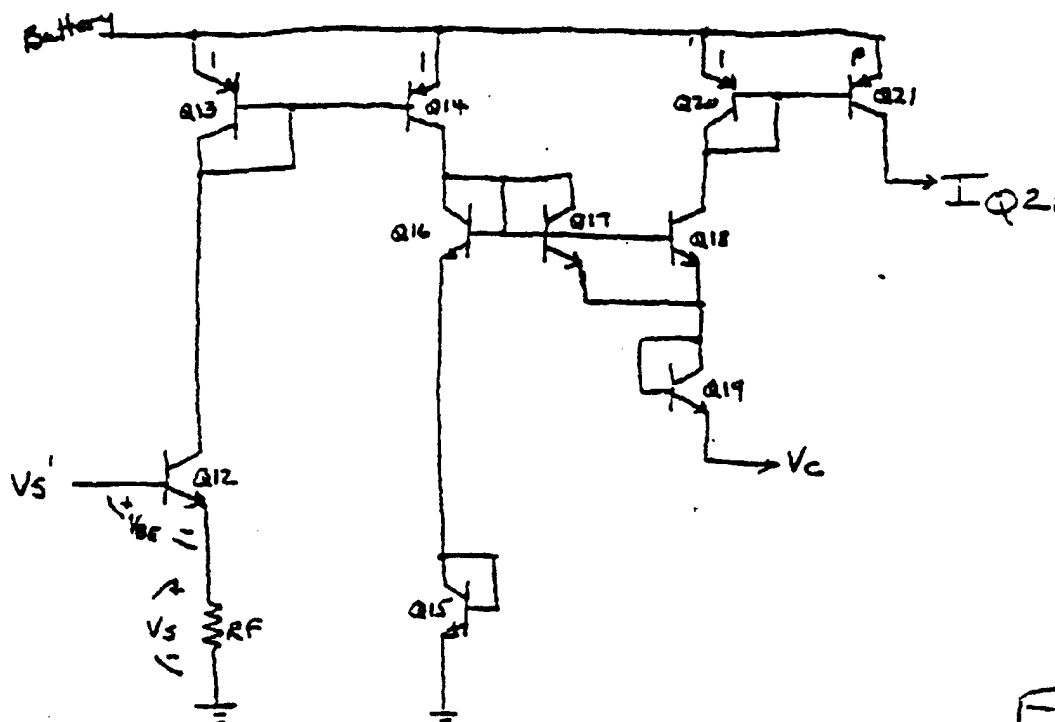 Battery
1
1
1
P
Q13
Q14
Q20
Q21
IQ2
Q16
Q17
Q18
Q19
Vs'
Q12
+
VBE
-
Vc
+
Vs
-
RF
Q15